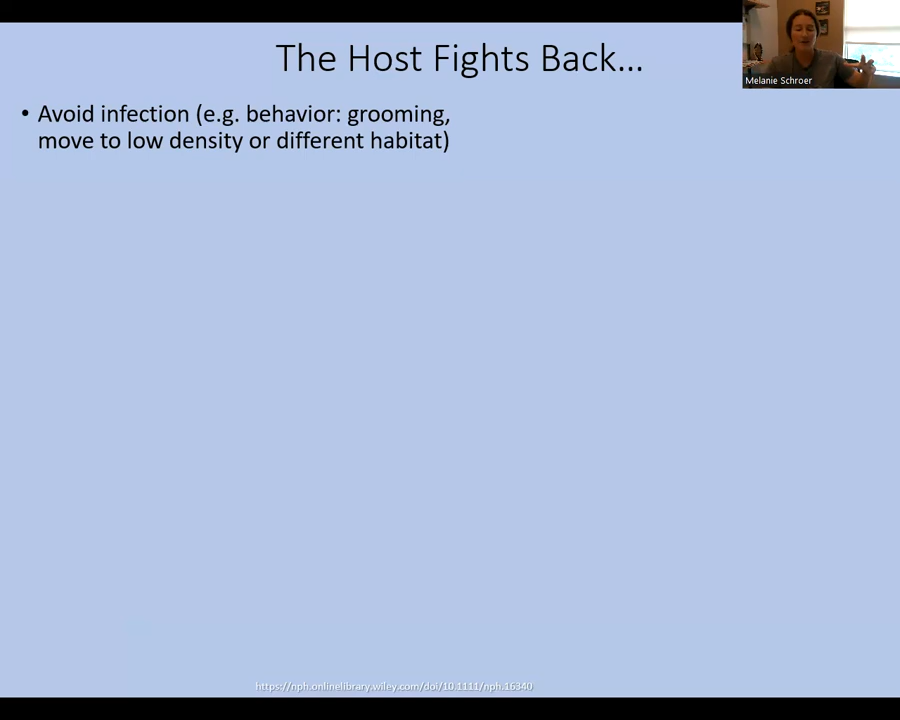 The Host Fights Back...
Melanie Schroer
• Avoid infection (e.g. behavior: grooming,
move to low density or different habitat)
https://nph.onlinelibrary.wiley.com/doi/10.1111/nph.16340